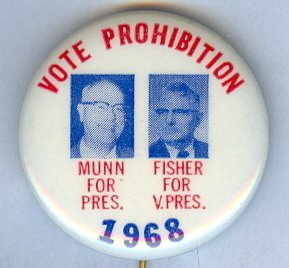 VOTE PROHIBITION
MUNN
FOR
PRES.
FISHER
FOR
V.PRES.
1968